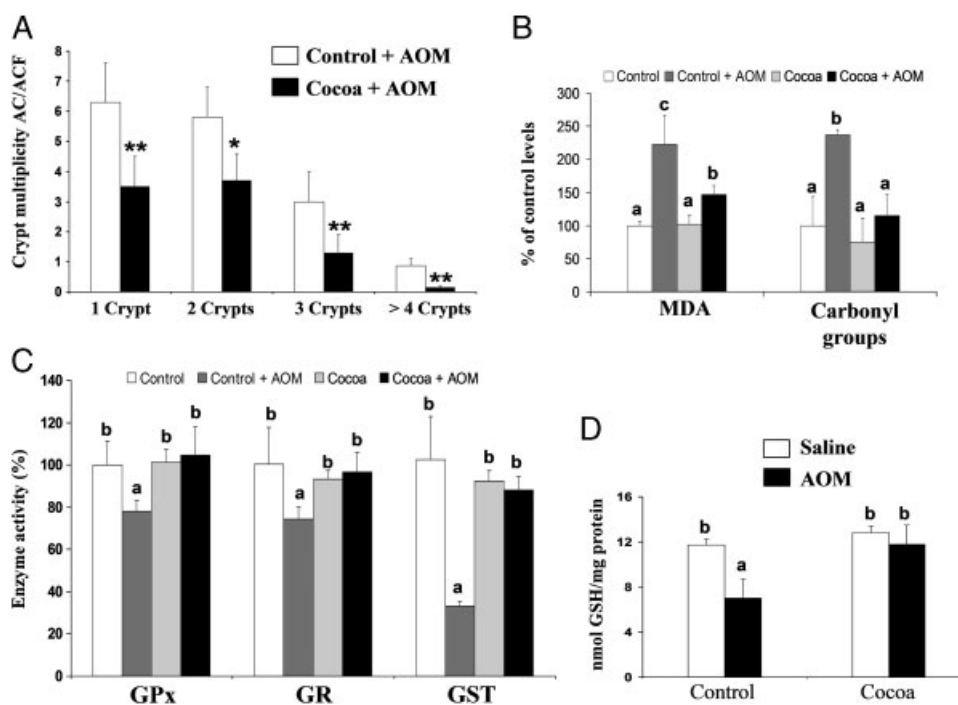 A
Control + AOM
Cocoa + AOM
Crypt multiplicity AC/ACF
8
7
6
5
4
3
2
1
0
**
*
**
**
1 Crypt
2 Crypts
3 Crypts
> 4 Crypts
B
Control
Control + AOM
Cocoa
Cocoa + AOM
% of control levels
300
250
200
150
100
50
0
a
c
a
b
a
b
a
a
MDA
Carbonyl
groups
C
Control
Control + AOM
Cocoa
Cocoa + AOM
Enzyme activity (%)
140
120
100
80
60
40
20
0
b
a
b
b
b
a
b
b
b
a
b
b
GPx
GR
GST
D
Saline
AOM
nmol GSH/mg protein
16
12
8
4
0
b
a
b
b
Control
Cocoa